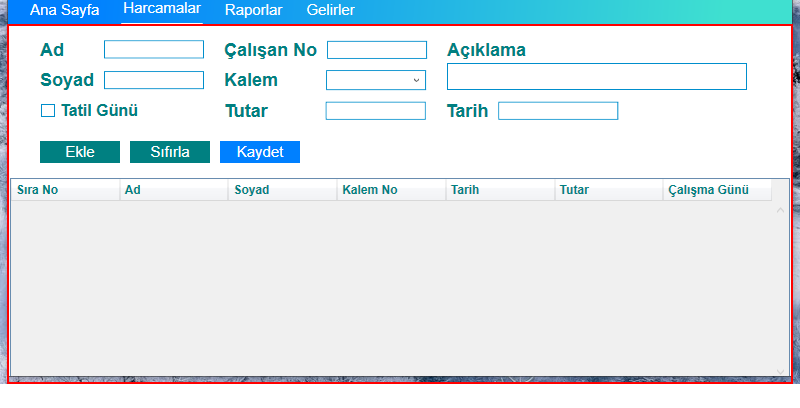 Ana Sayfa Harcamalar Raporlar Gelirler
Ad Çalışan No Açıklama
Soyad Kalem
Tatil Günü Tutar Tarih
Ekle Sıfırla Kaydet
Sıra No Ad Soyad Kalem No Tarih Tutar Çalışma Günü